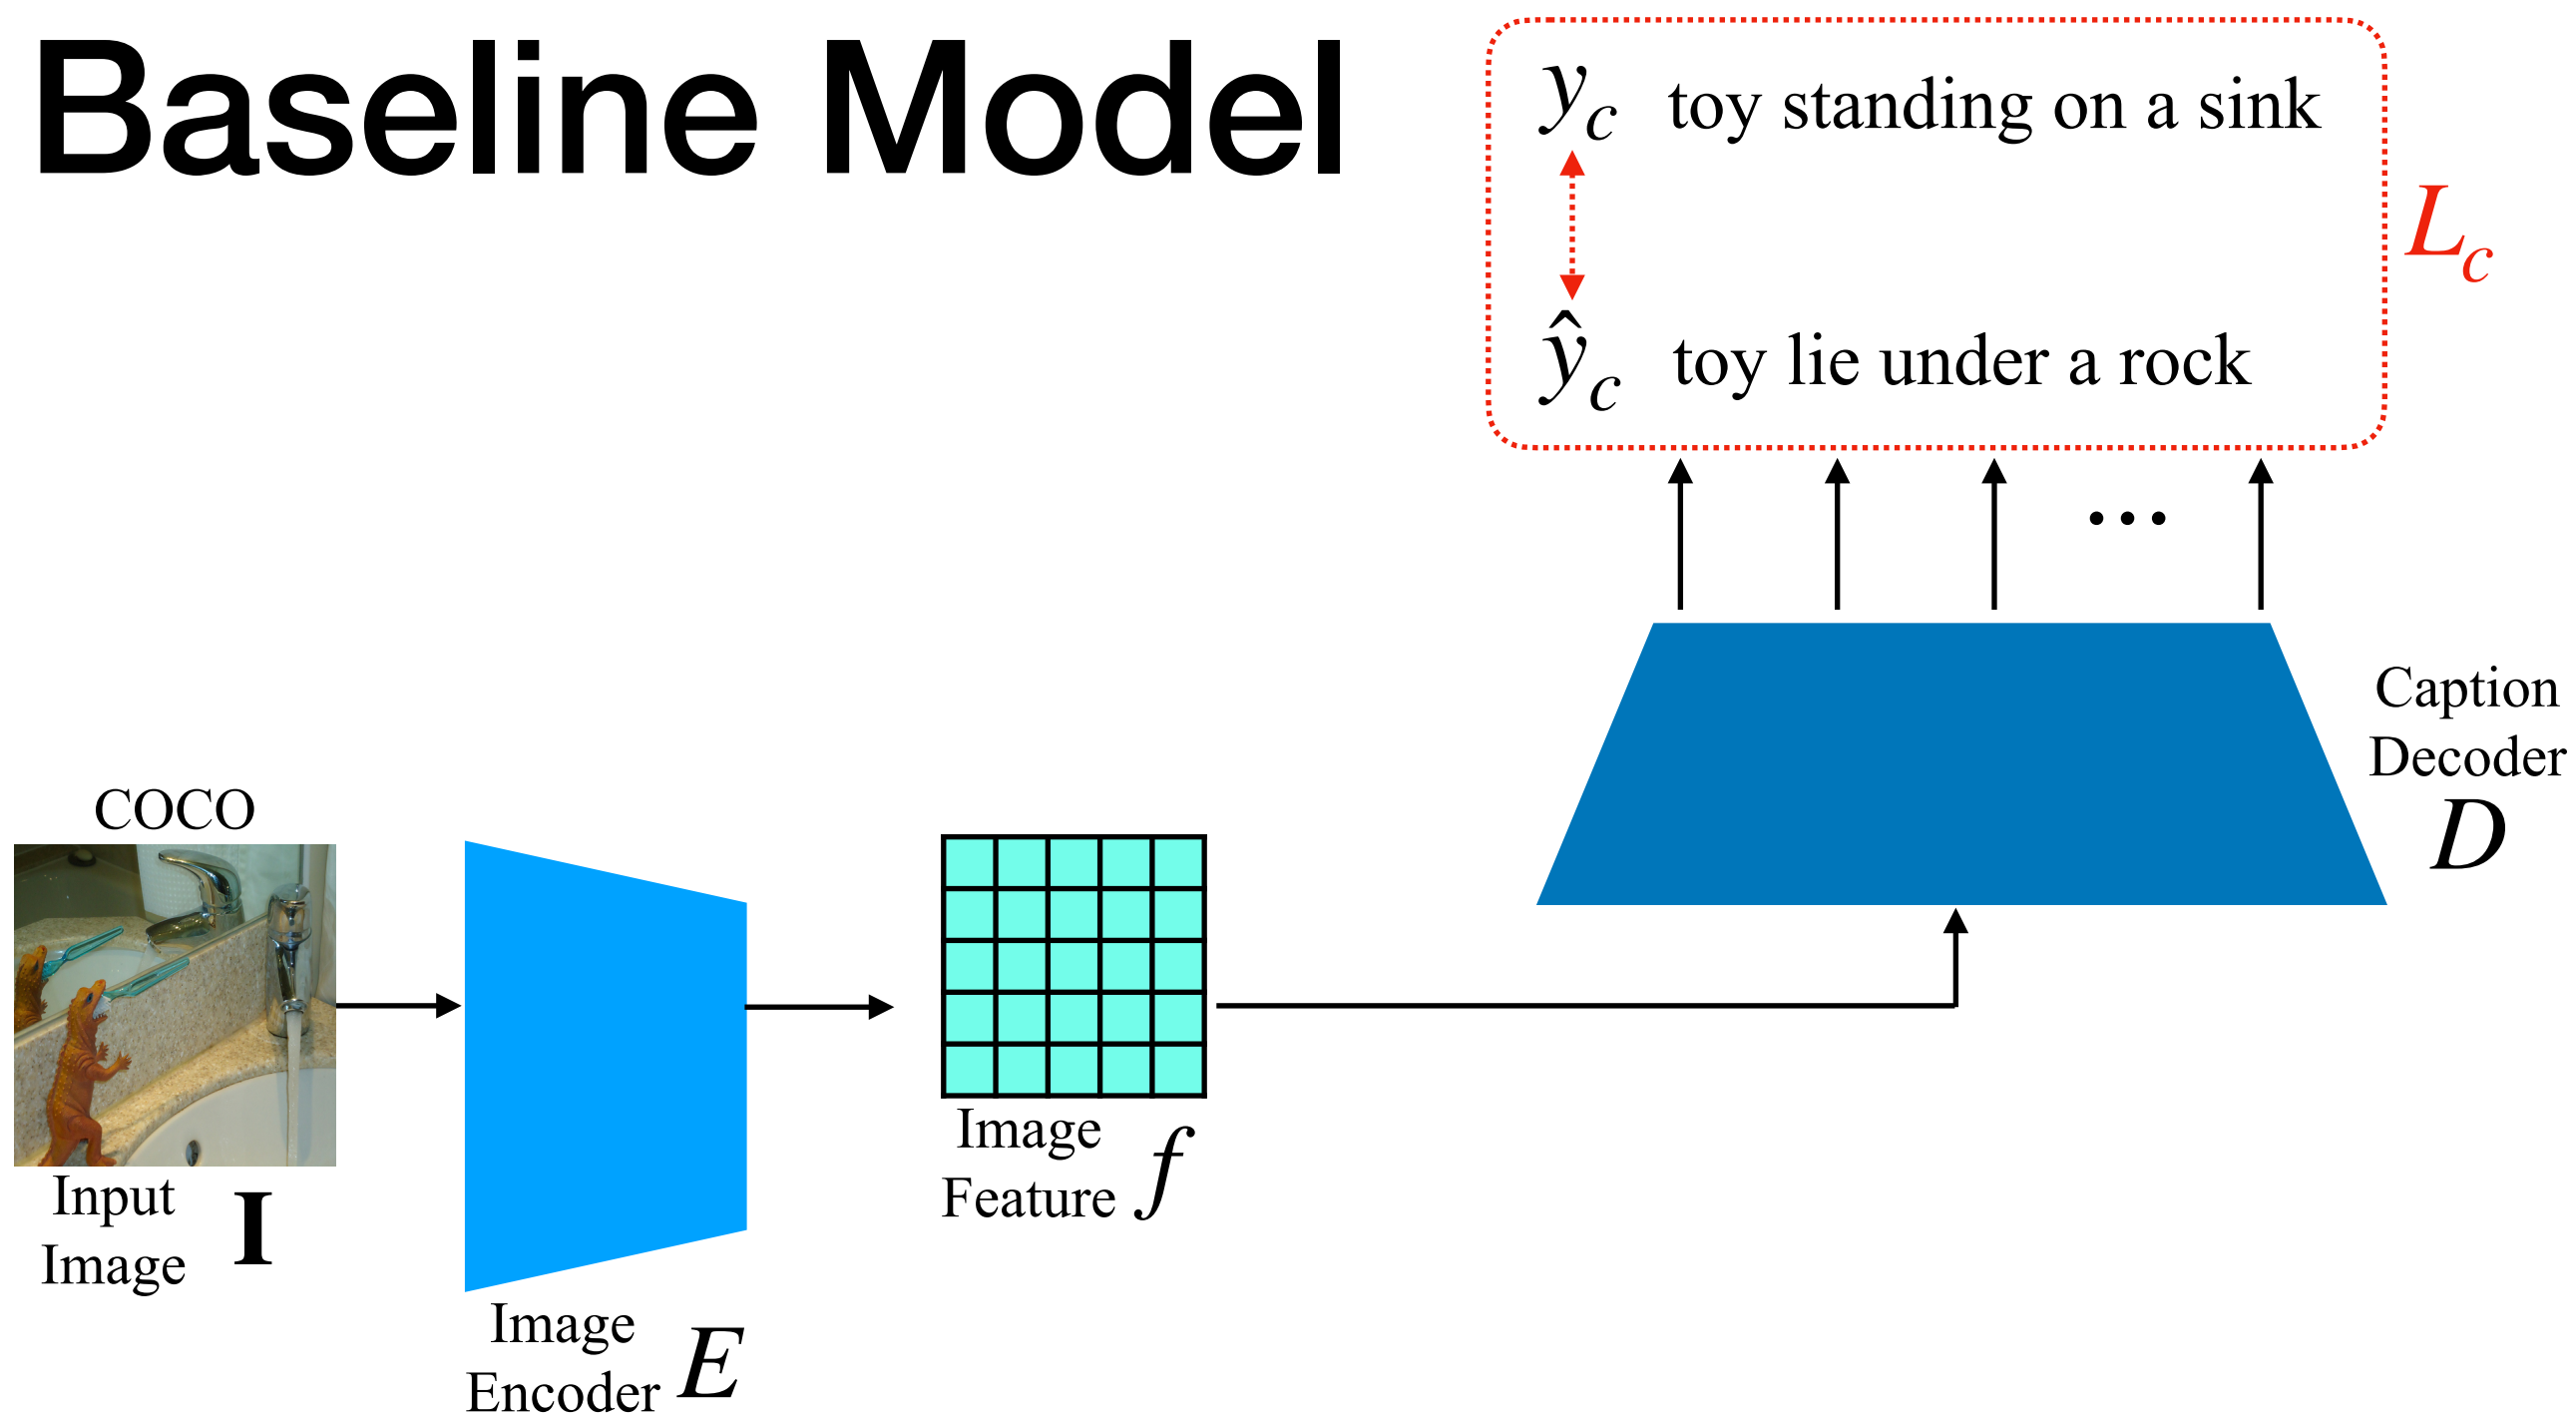 Baseline Model
y_c toy standing on a sink
L_c
ŷ_c toy lie under a rock
...
Caption
Decoder
D
COCO
Input
Image I
Image
Encoder E
Image
Feature f